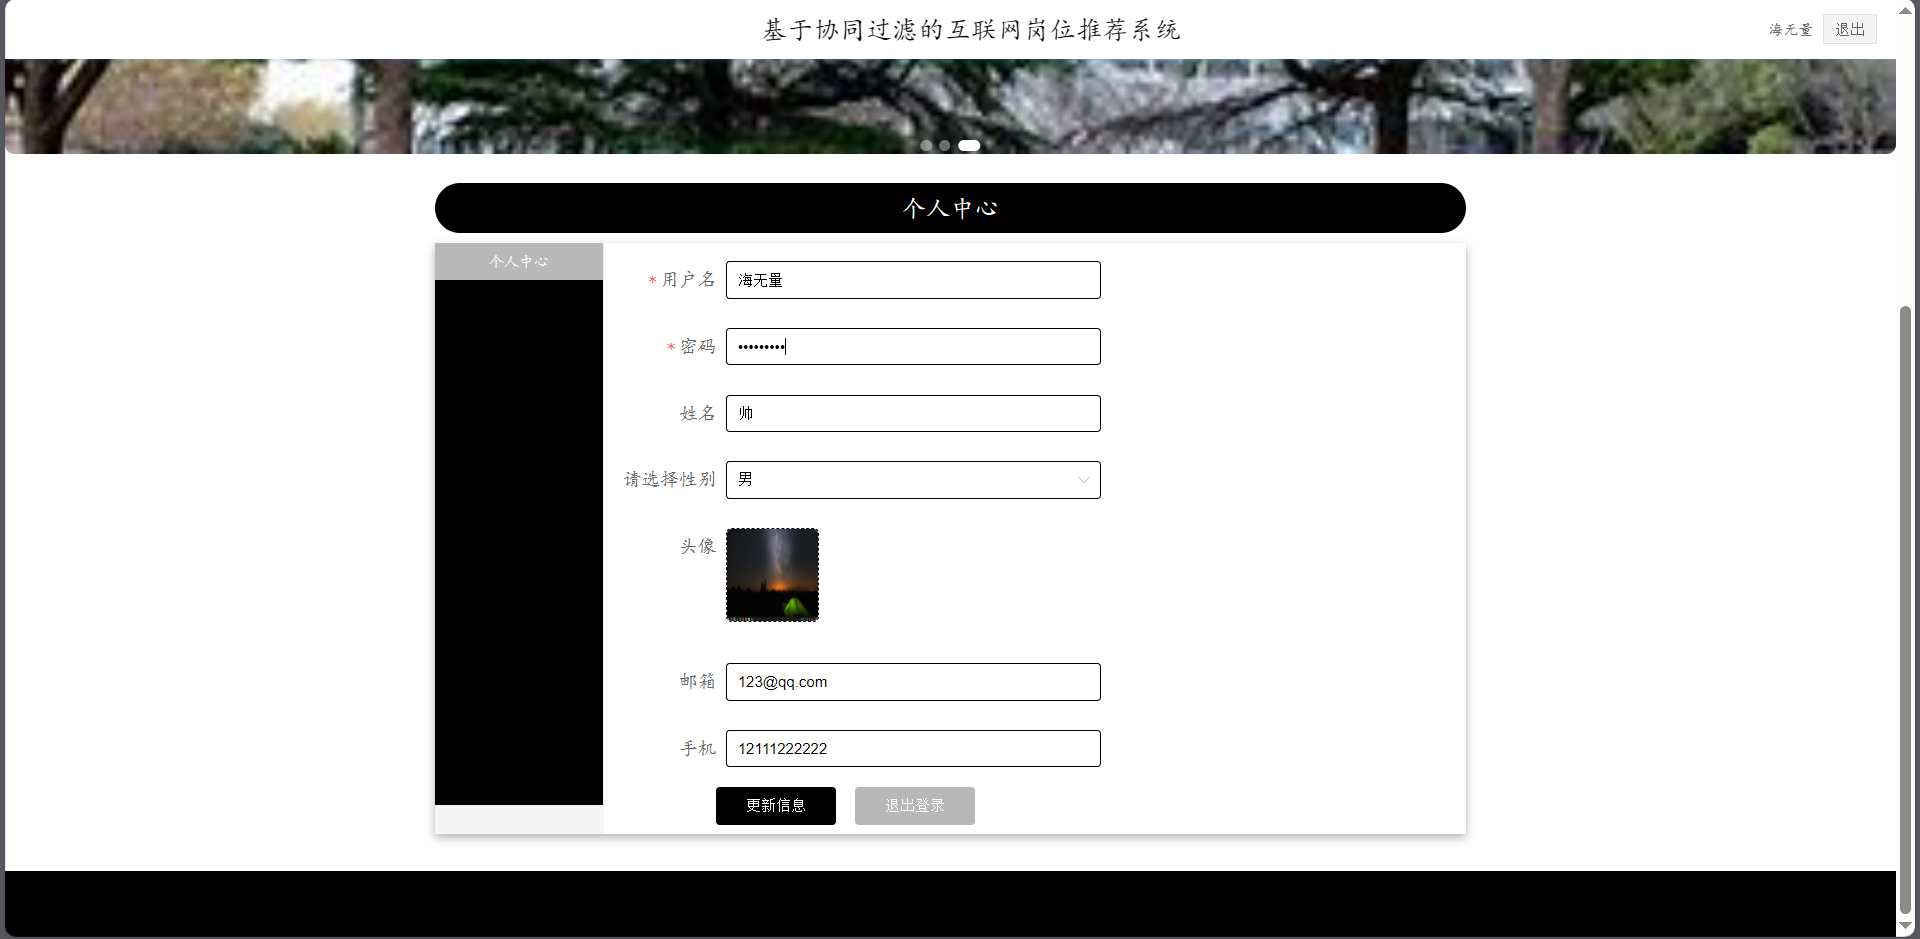 基于协同过滤的互联网岗位推荐系统
海无量 退出
个人中心
个人中心
* 用户名 海无量
* 密码 •••••••••
姓名 帅
请选择性别 男
头像
邮箱 123@qq.com
手机 12111222222
更新信息 退出登录